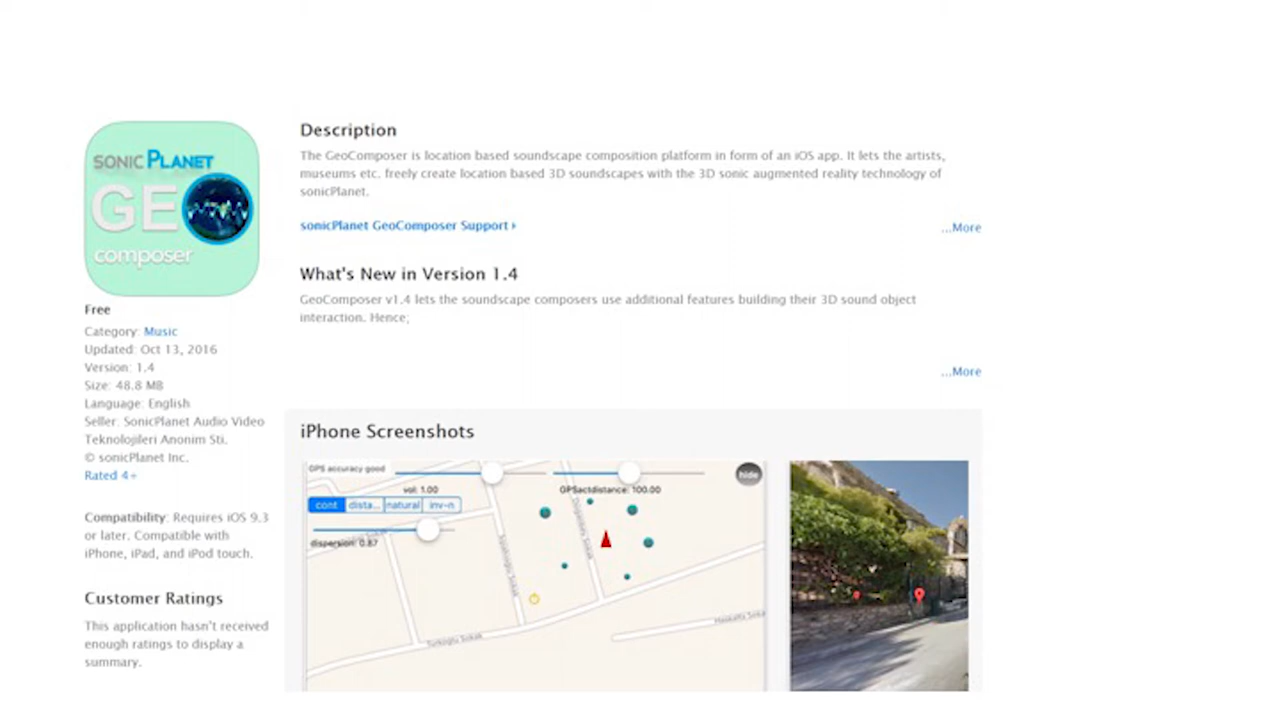 SONIC PLANET
GEO
composer
Free
Category: Music
Updated: Oct 13, 2016
Version: 1.4
Size: 48.8 MB
Language: English
Seller: SonicPlanet Audio Video
Teknolojileri Anonim Sti.
© sonicPlanet Inc.
Rated 4+
Compatibility: Requires iOS 9.3
or later. Compatible with
iPhone, iPad, and iPod touch.
Customer Ratings
This application hasn't received
enough ratings to display a
summary.
Description
The GeoComposer is location based soundscape composition platform in form of an iOS app. It lets the artists,
museums etc. freely create location based 3D soundscapes with the 3D sonic augmented reality technology of
sonicPlanet.
sonicPlanet GeoComposer Support
...More
What's New in Version 1.4
GeoComposer v1.4 lets the soundscape composers use additional features building their 3D sound object
interaction. Hence;
...More
iPhone Screenshots
GPS accuracy good
hide
vol: 1.00
GPSactdistance: 100.00
cont dista... natural inv-n
dispersion: 0.87
Turkoglu Sokak